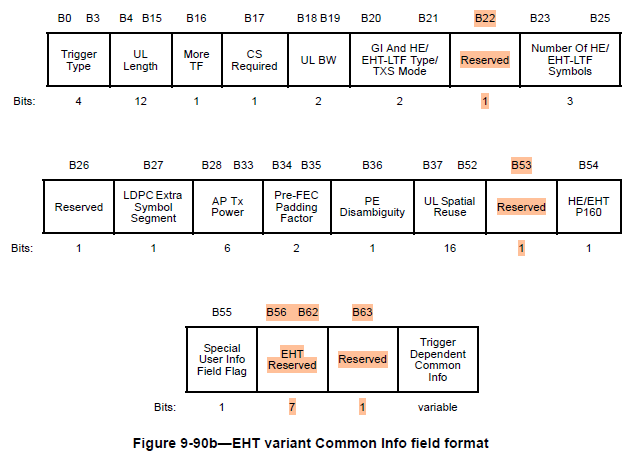 B0 B3 B4 B15 B16 B17 B18 B19 B20 B21 B22 B23 B25
Trigger Type UL Length More TF CS Required UL BW GI And HE/ EHT-LTF Type/ TXS Mode Reserved Number Of HE/ EHT-LTF Symbols
Bits: 4 12 1 1 2 2 1 3
B26 B27 B28 B33 B34 B35 B36 B37 B52 B53 B54
Reserved LDPC Extra Symbol Segment AP Tx Power Pre-FEC Padding Factor PE Disambiguity UL Spatial Reuse Reserved HE/EHT P160
Bits: 1 1 6 2 1 16 1 1
B55 B56 B62 B63
Special User Info Field Flag EHT Reserved Reserved Trigger Dependent Common Info
Bits: 1 7 1 variable
Figure 9-90b—EHT variant Common Info field format